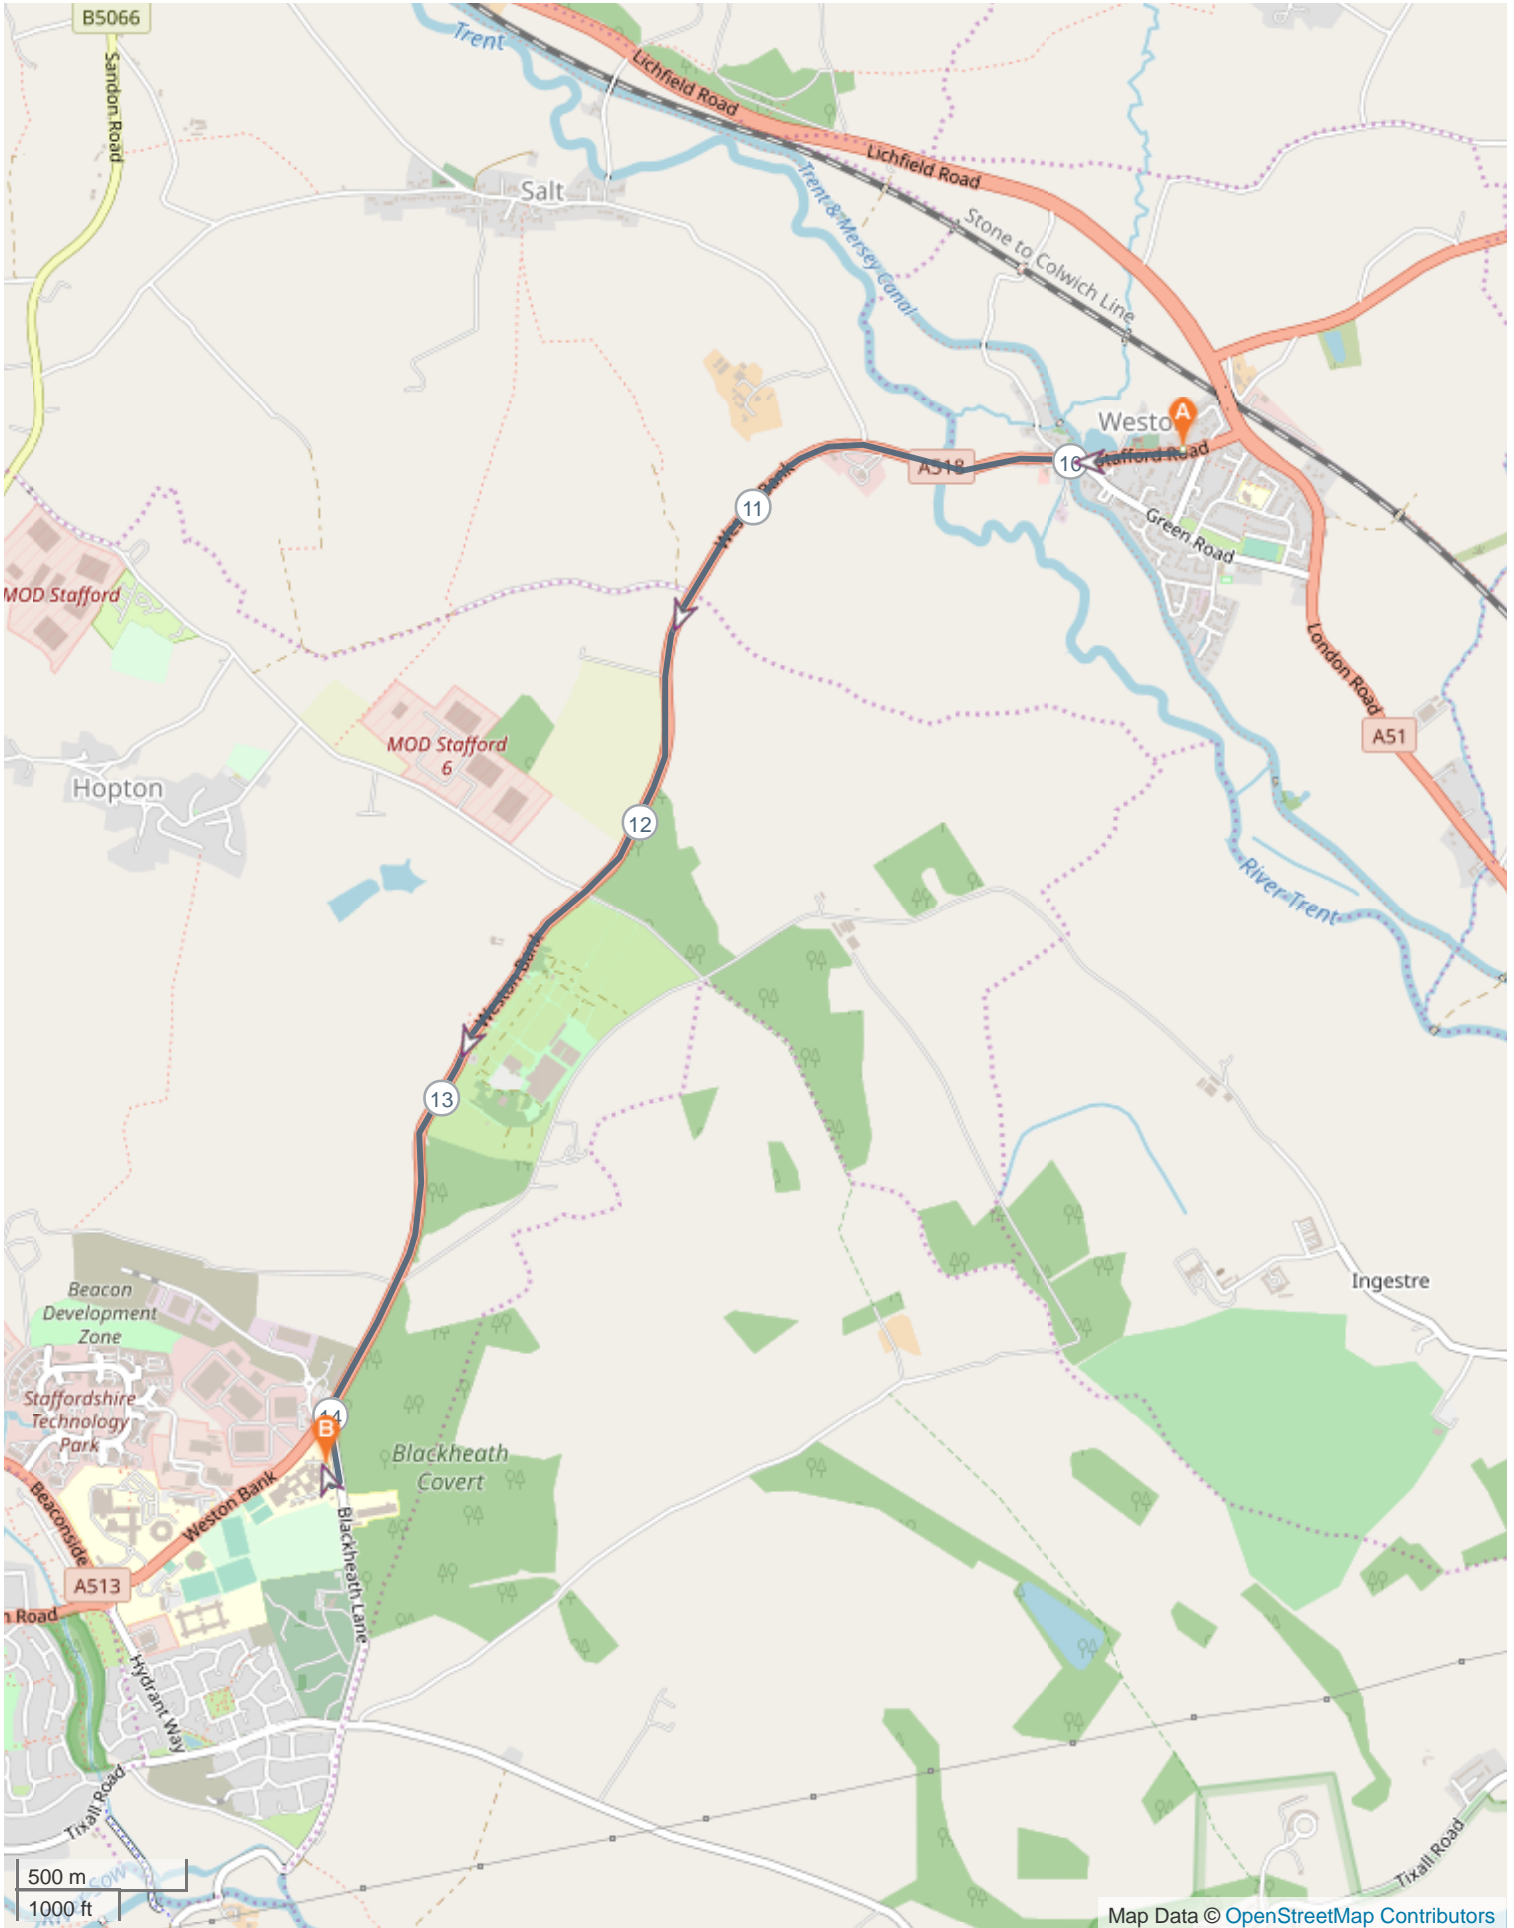 B5066
Sandon Road
Trent
Lichfield Road
Lichfield Road
Salt
Trent & Mersey Canal
Stone to Colwich Line
A
Stafford Road
A518
11
Green Road
MOD Stafford
London Road
MOD Stafford
6
A51
Hopton
12
River Trent
Weston Bank
13
Ingestre
Beacon
Development
Zone
Staffordshire
Technology
Park
14
B
Blackheath
Covert
Weston Bank
Beaconside
Blackheath Lane
A513
Road
Hydrant Way
Tixall Road
Tixall Road
500 m
1000 ft
Map Data © OpenStreetMap Contributors